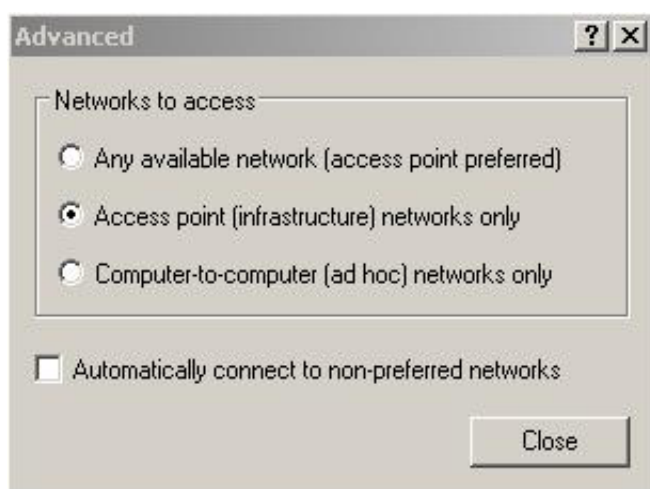 Advanced
Networks to access
Any available network (access point preferred)
Access point (infrastructure) networks only
Computer-to-computer (ad hoc) networks only
Automatically connect to non-preferred networks
Close